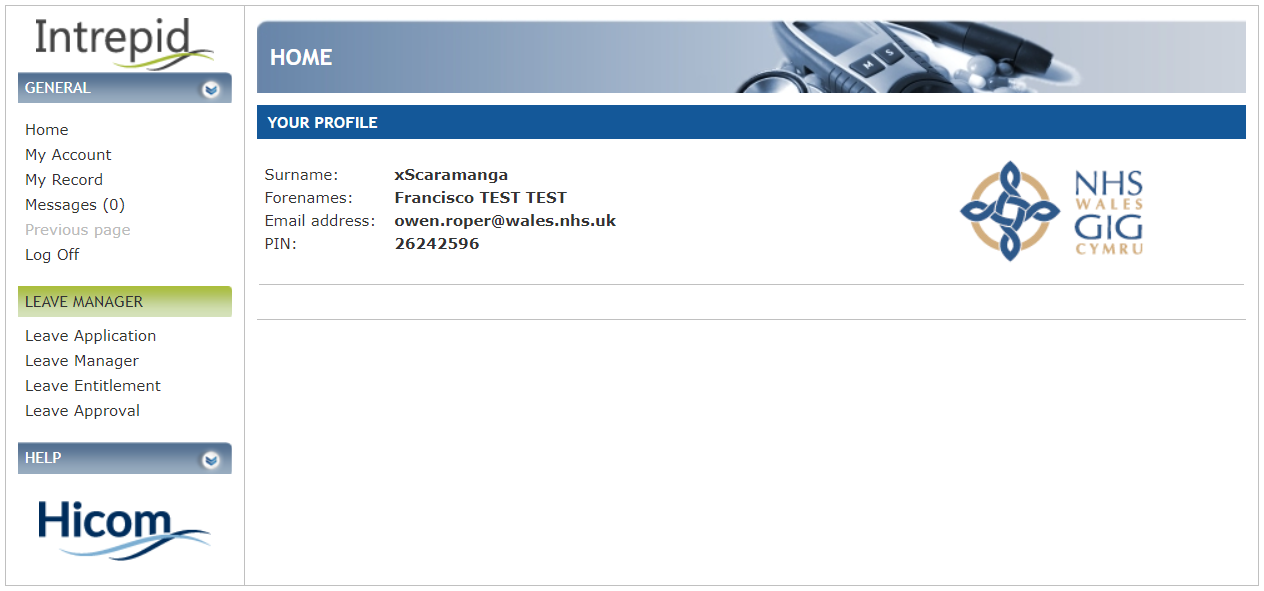 Intrepid
GENERAL
Home
My Account
My Record
Messages (0)
Previous page
Log Off
LEAVE MANAGER
Leave Application
Leave Manager
Leave Entitlement
Leave Approval
HELP
Hicom
HOME
M S
YOUR PROFILE
Surname: xScaramanga
Forenames: Francisco TEST TEST
Email address: owen.roper@wales.nhs.uk
PIN: 26242596
NHS
WALES
GIG
CYMRU